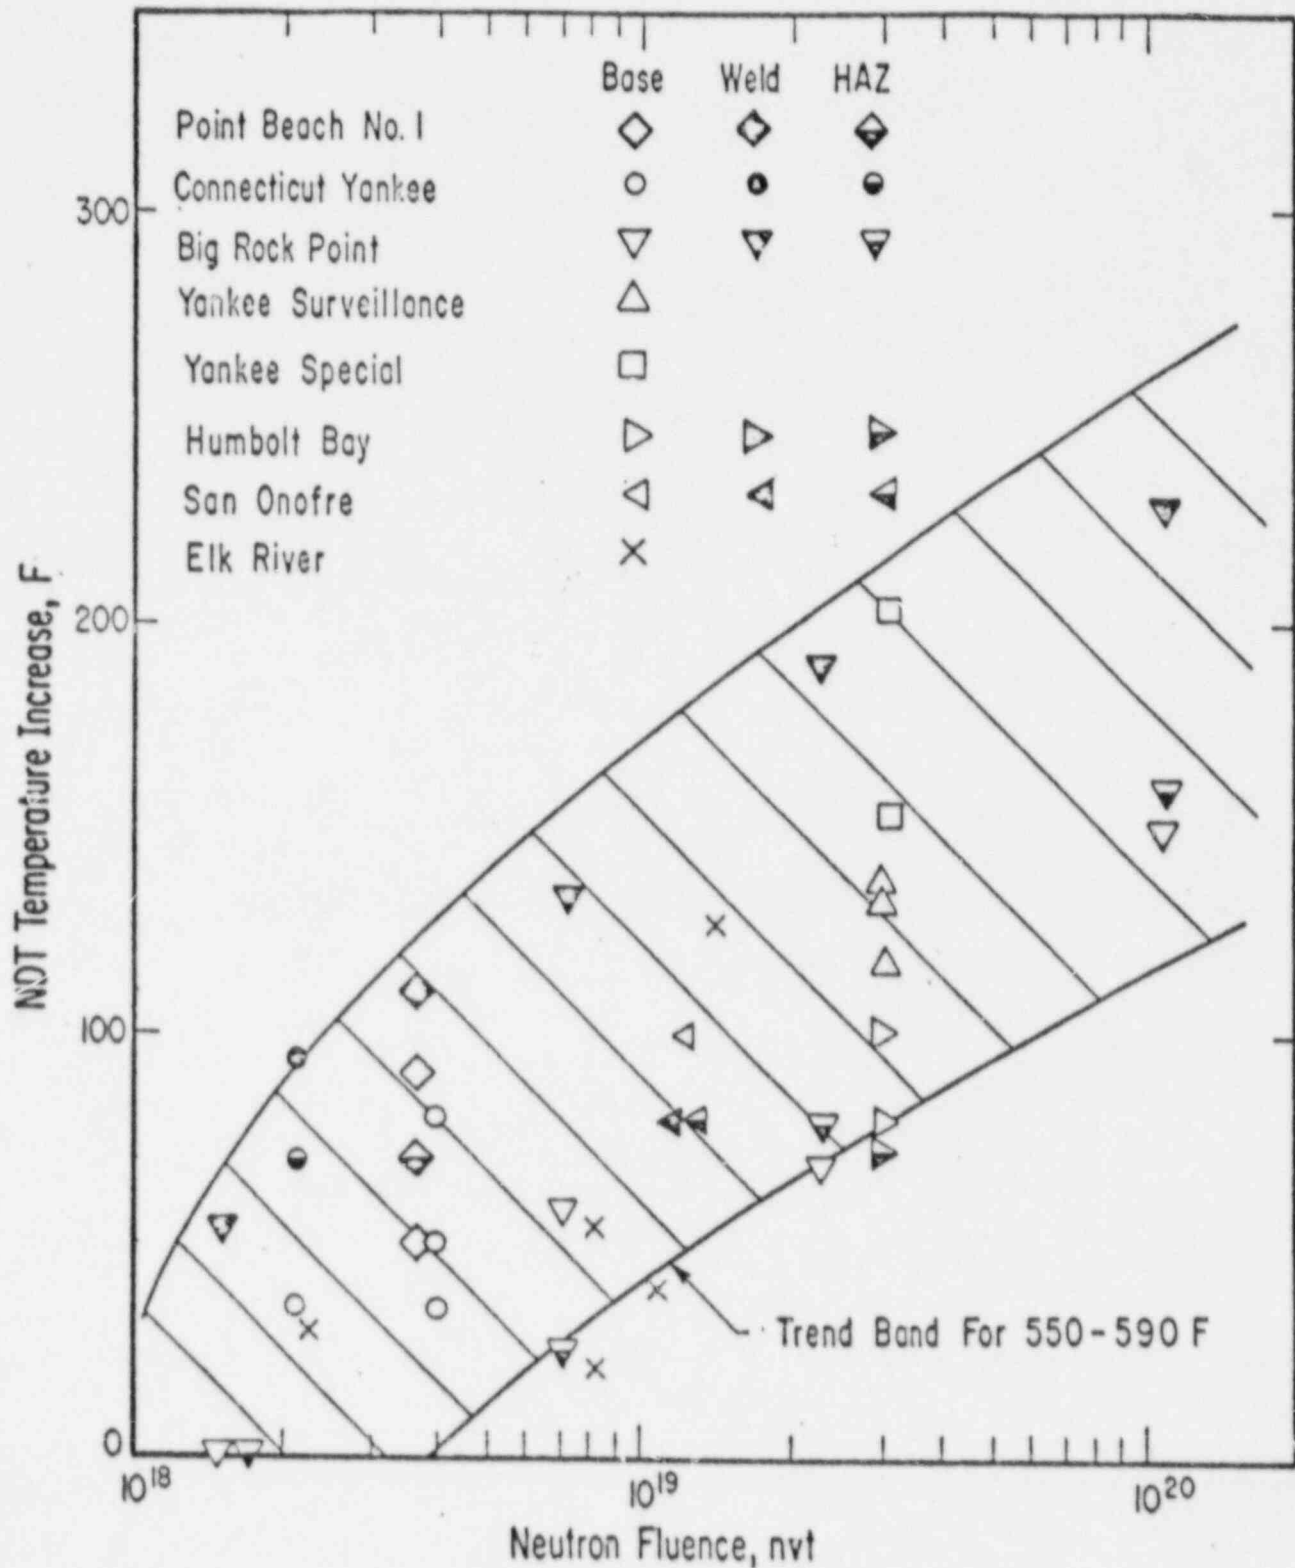 Base Weld HAZ
Point Beach No. 1
Connecticut Yankee
Big Rock Point
Yankee Surveillance
Yankee Special
Humbolt Bay
San Onofre
Elk River
300
200
100
0
NDT Temperature Increase, F
Trend Band For 550-590 F
10^18 10^19 10^20
Neutron Fluence, nvt